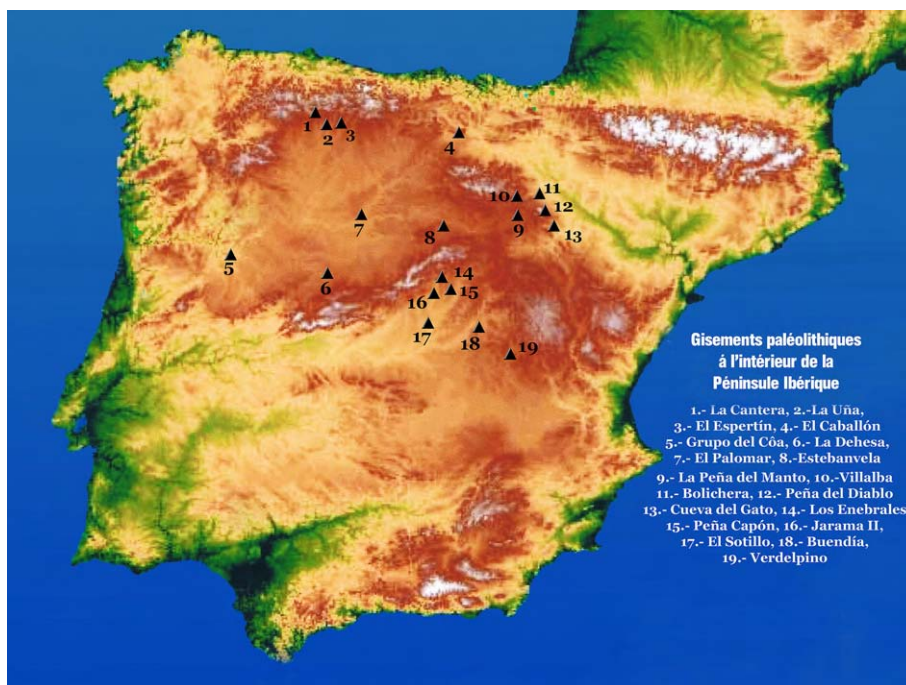 1
2
3
4
5
6
7
8
9
10
11
12
13
14
15
16
17
18
19
Gisements paléolithiques
á l'intérieur de la
Péninsule Ibérique
1.- La Cantera, 2.-La Uña,
3.- El Espertín, 4.- El Caballón
5.- Grupo del Côa, 6.- La Dehesa,
7.- El Palomar, 8.-Estebanvela
9.- La Peña del Manto, 10.-Villalba
11.- Bolichera, 12.- Peña del Diablo
13.- Cueva del Gato, 14.- Los Enebrales
15.- Peña Capón, 16.- Jarama II,
17.- El Sotillo, 18.- Buendía,
19.- Verdelpino